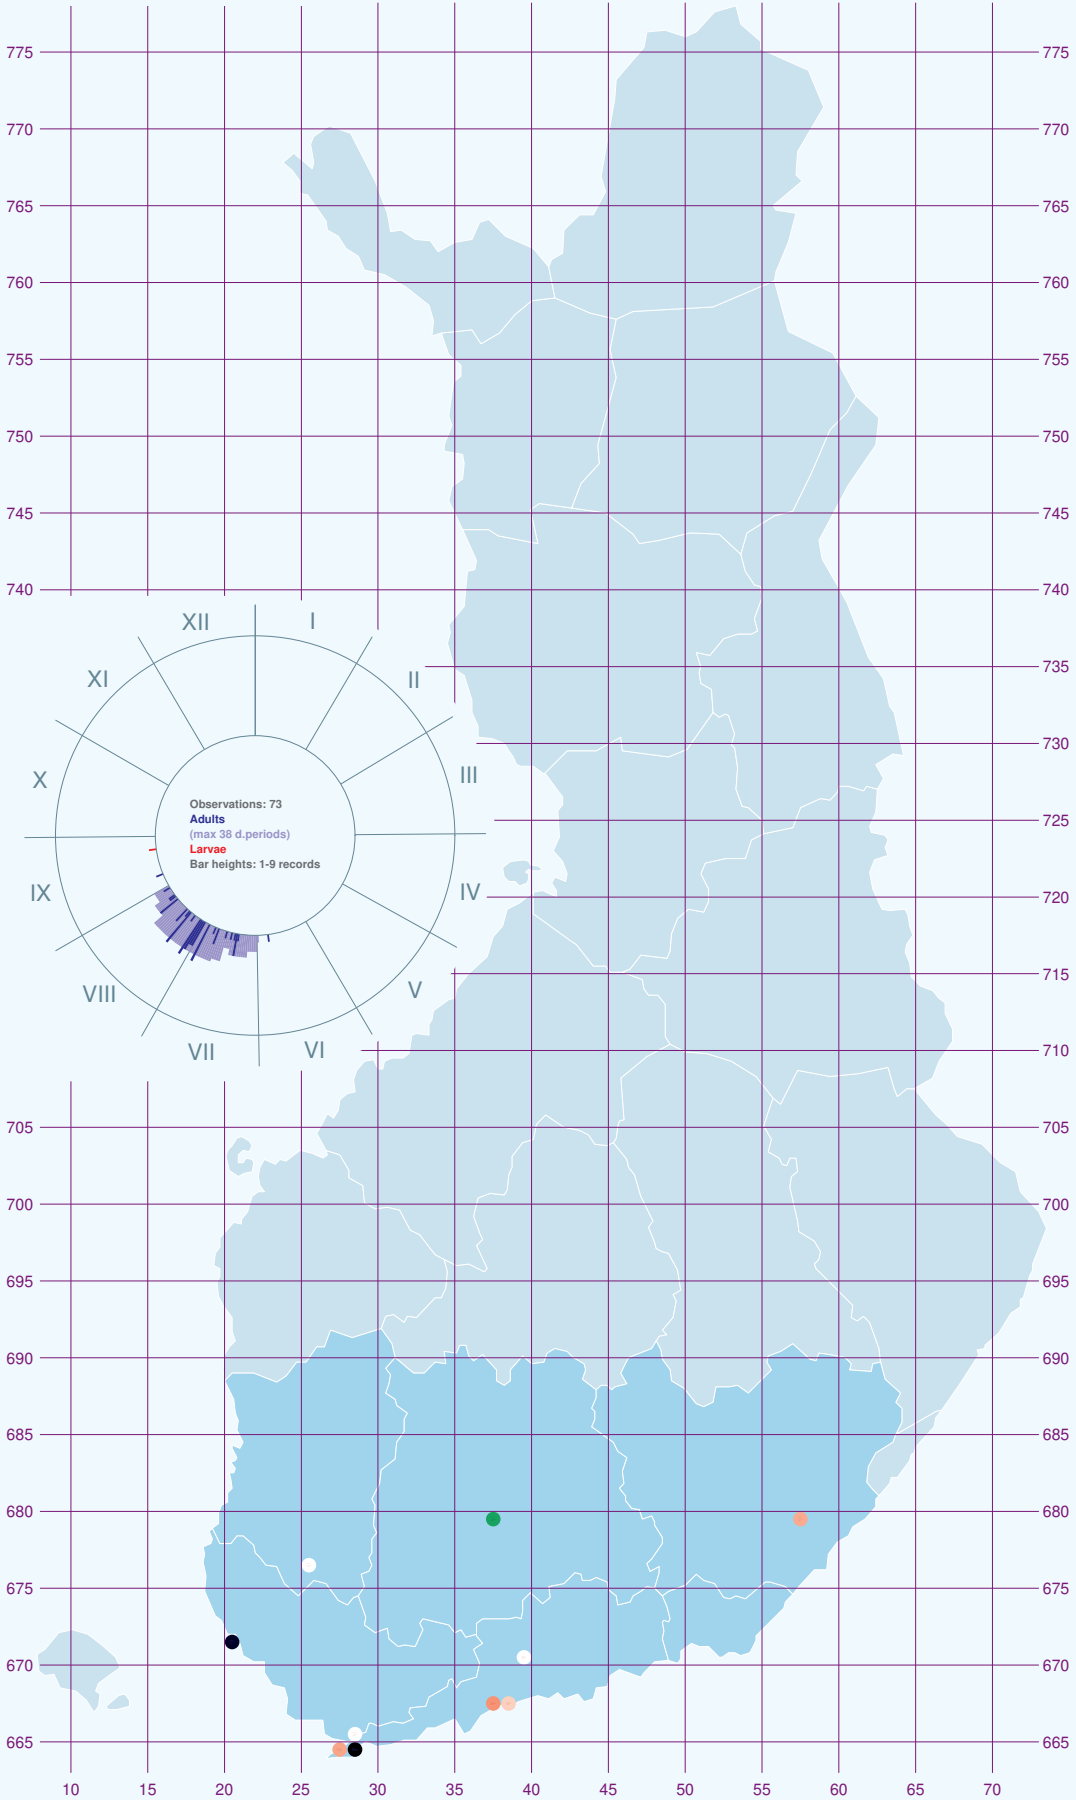 775 775
770 770
765 765
760 760
755 755
750 750
745 745
740 740
735
730
725
720
715
710
705 705
700 700
695 695
690 690
685 685
680 680
675 675
670 670
665 665
10 15 20 25 30 35 40 45 50 55 60 65 70
XII I
XI II
X III
IX IV
VIII V
VII VI
Observations: 73
Adults
(max 38 d.periods)
Larvae
Bar heights: 1-9 records